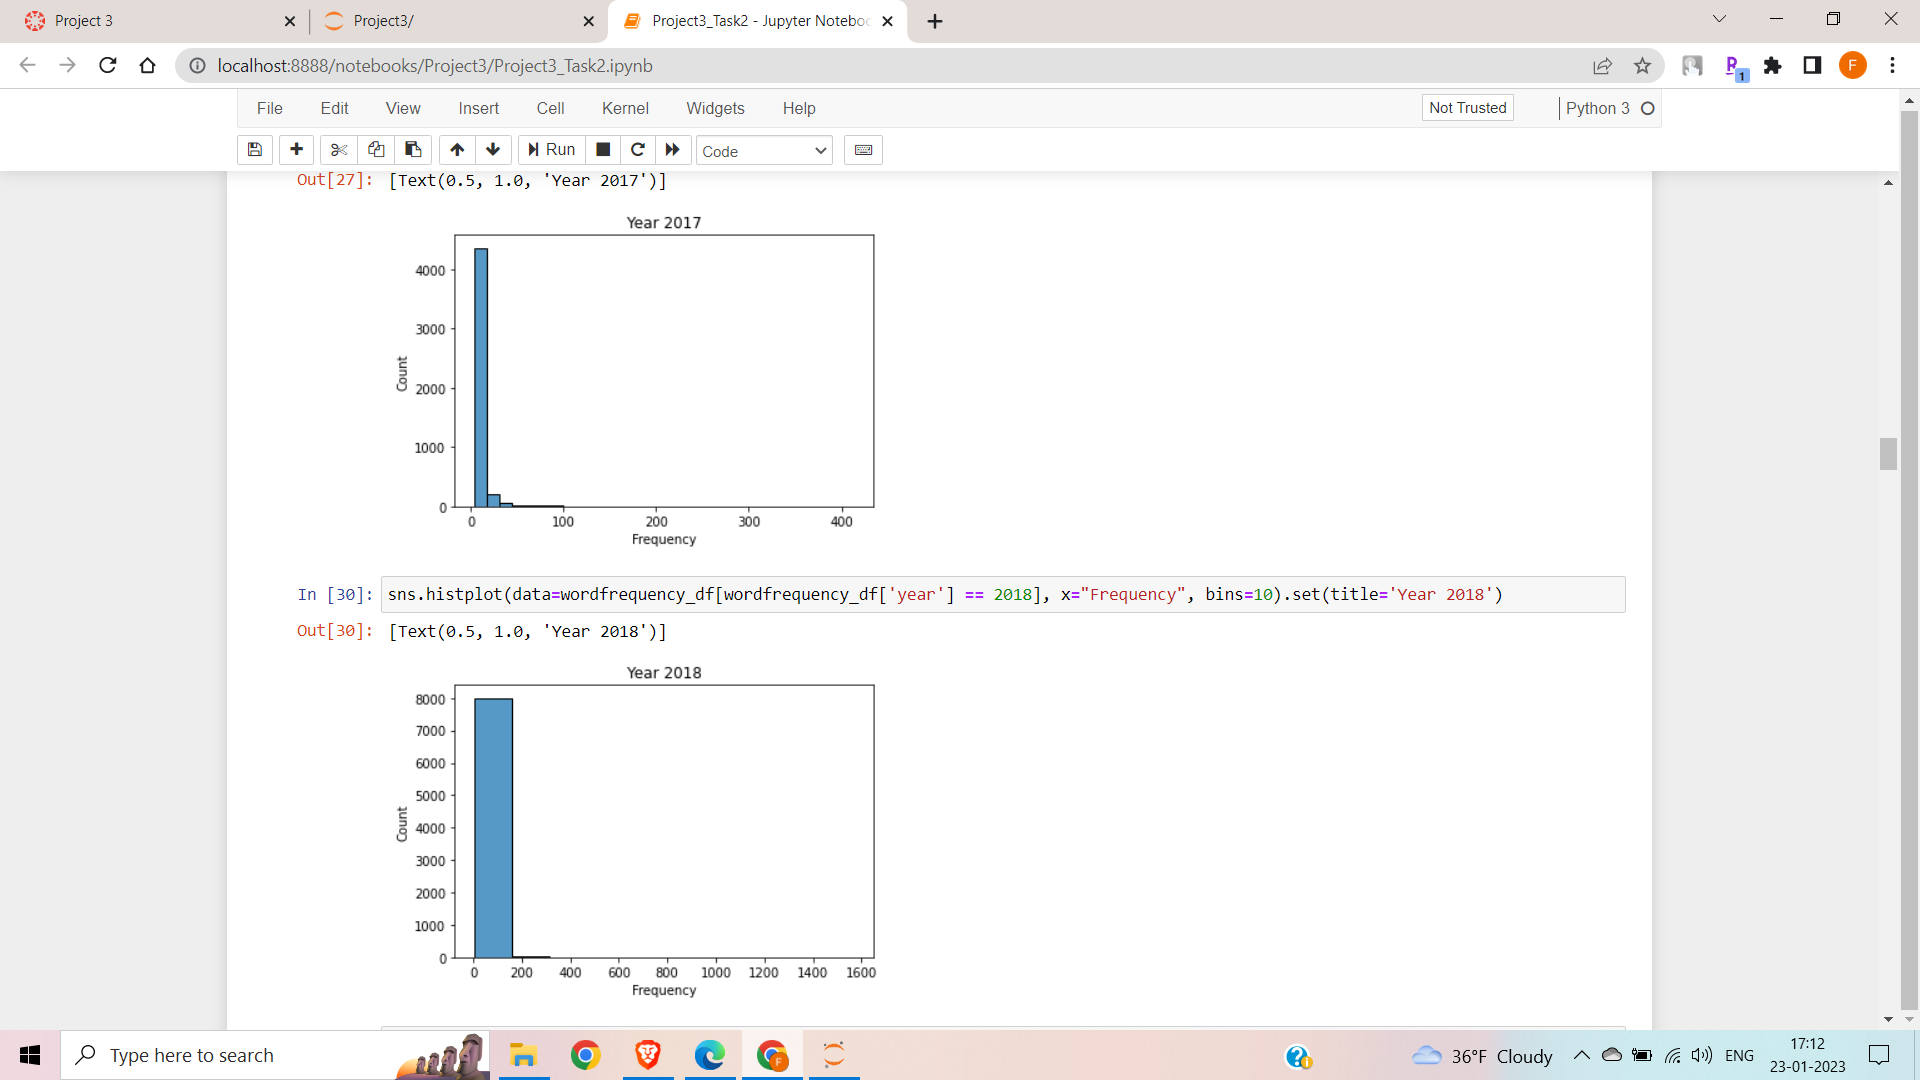 Project 3
Project3/
Project3_Task2 - Jupyter Noteboo
localhost:8888/notebooks/Project3/Project3_Task2.ipynb
1
F
File Edit View Insert Cell Kernel Widgets Help
Not Trusted
Python 3
Run
Code
Out[27]: [Text(0.5, 1.0, 'Year 2017')]
Year 2017
4000
3000
2000
1000
0
Count
0 100 200 300 400
Frequency
In [30]: sns.histplot(data=wordfrequency_df[wordfrequency_df['year'] == 2018], x="Frequency", bins=10).set(title='Year 2018')
Out[30]: [Text(0.5, 1.0, 'Year 2018')]
Year 2018
8000
7000
6000
5000
4000
3000
2000
1000
0
Count
0 200 400 600 800 1000 1200 1400 1600
Frequency
Type here to search
F
36°F Cloudy
ENG
17:12
23-01-2023